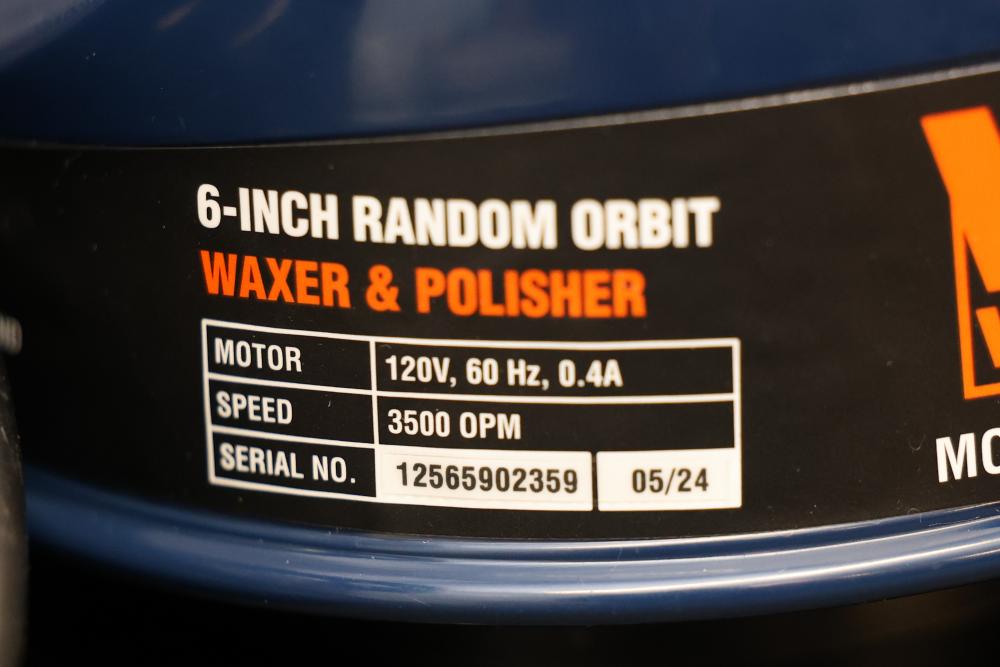 6-INCH RANDOM ORBIT
WAXER & POLISHER
MOTOR 120V, 60 Hz, 0.4A
SPEED 3500 OPM
SERIAL NO. 12565902359 05/24